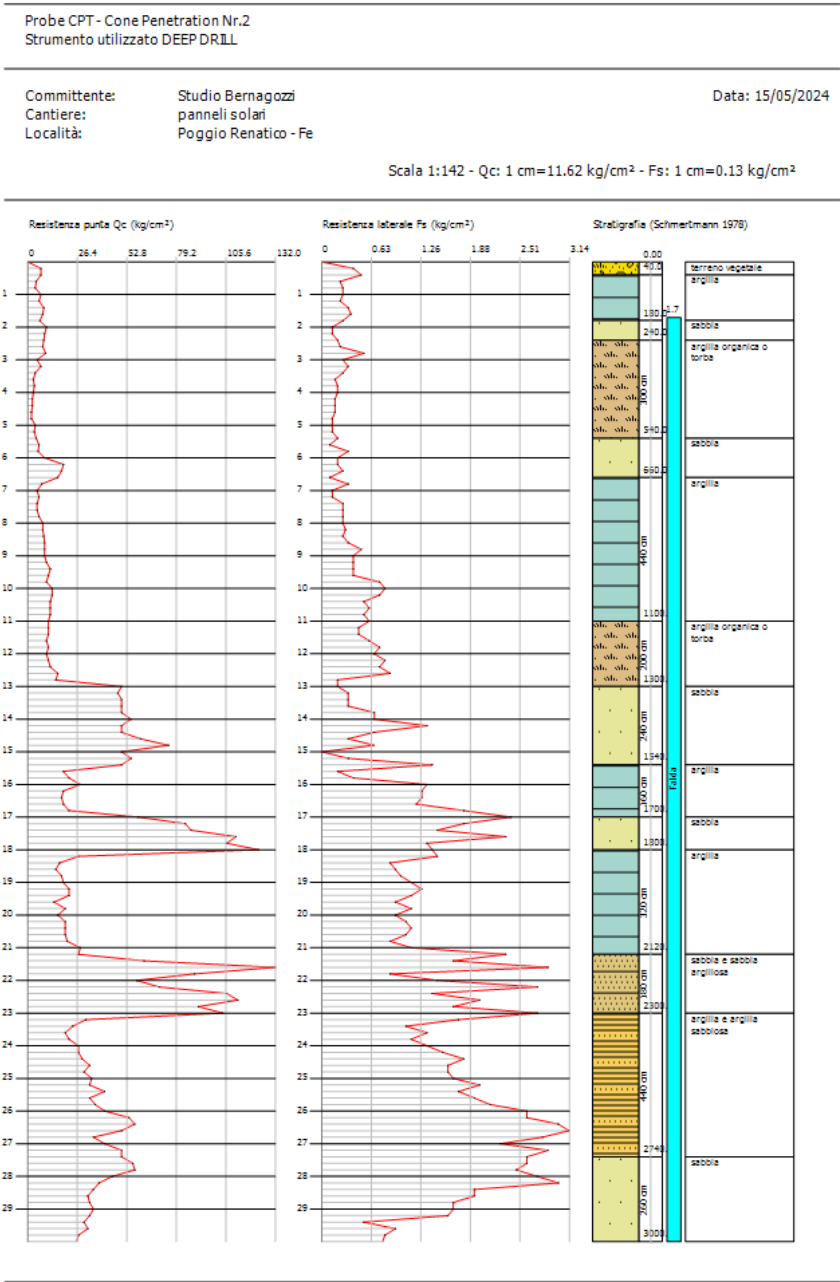 Probe CPT - Cone Penetration Nr.2
Strumento utilizzato DEEP DRILL
Committente: Studio Bernagozzi Data: 15/05/2024
Cantiere: panneli solari
Località: Poggio Renatico - Fe
Scala 1:142 - Qc: 1 cm=11.62 kg/cm² - Fs: 1 cm=0.13 kg/cm²
Resistenza punta Qc (kg/cm²) Resistenza laterale Fs (kg/cm²) Stratigrafia (Schmertmann 1978)
0 26.4 52.8 79.2 105.6 132.0 0 0.63 1.26 1.88 2.51 3.14 0.00
40.0 terreno vegetale
argilla
1
180.0 1.7
2 sabbia
240.0
argilla organica o
torba
3
300 cm
4
5
540.0
sabbia
6
660.0
argilla
7
8
440 cm
9
10
1100.
11
argilla organica o
torba
200 cm
12
1300.
13
sabbia
240 cm
14
15
1540.
argilla
160 cm
16
Falda
1700.
17
sabbia
1800.
18
argilla
19
320 cm
20
21
2120.
sabbia e sabbia
argillosa
180 cm
22
2300.
23
argilla e argilla
sabbiosa
24
25
440 cm
26
27
2740.
sabbia
28
260 cm
29
3000.